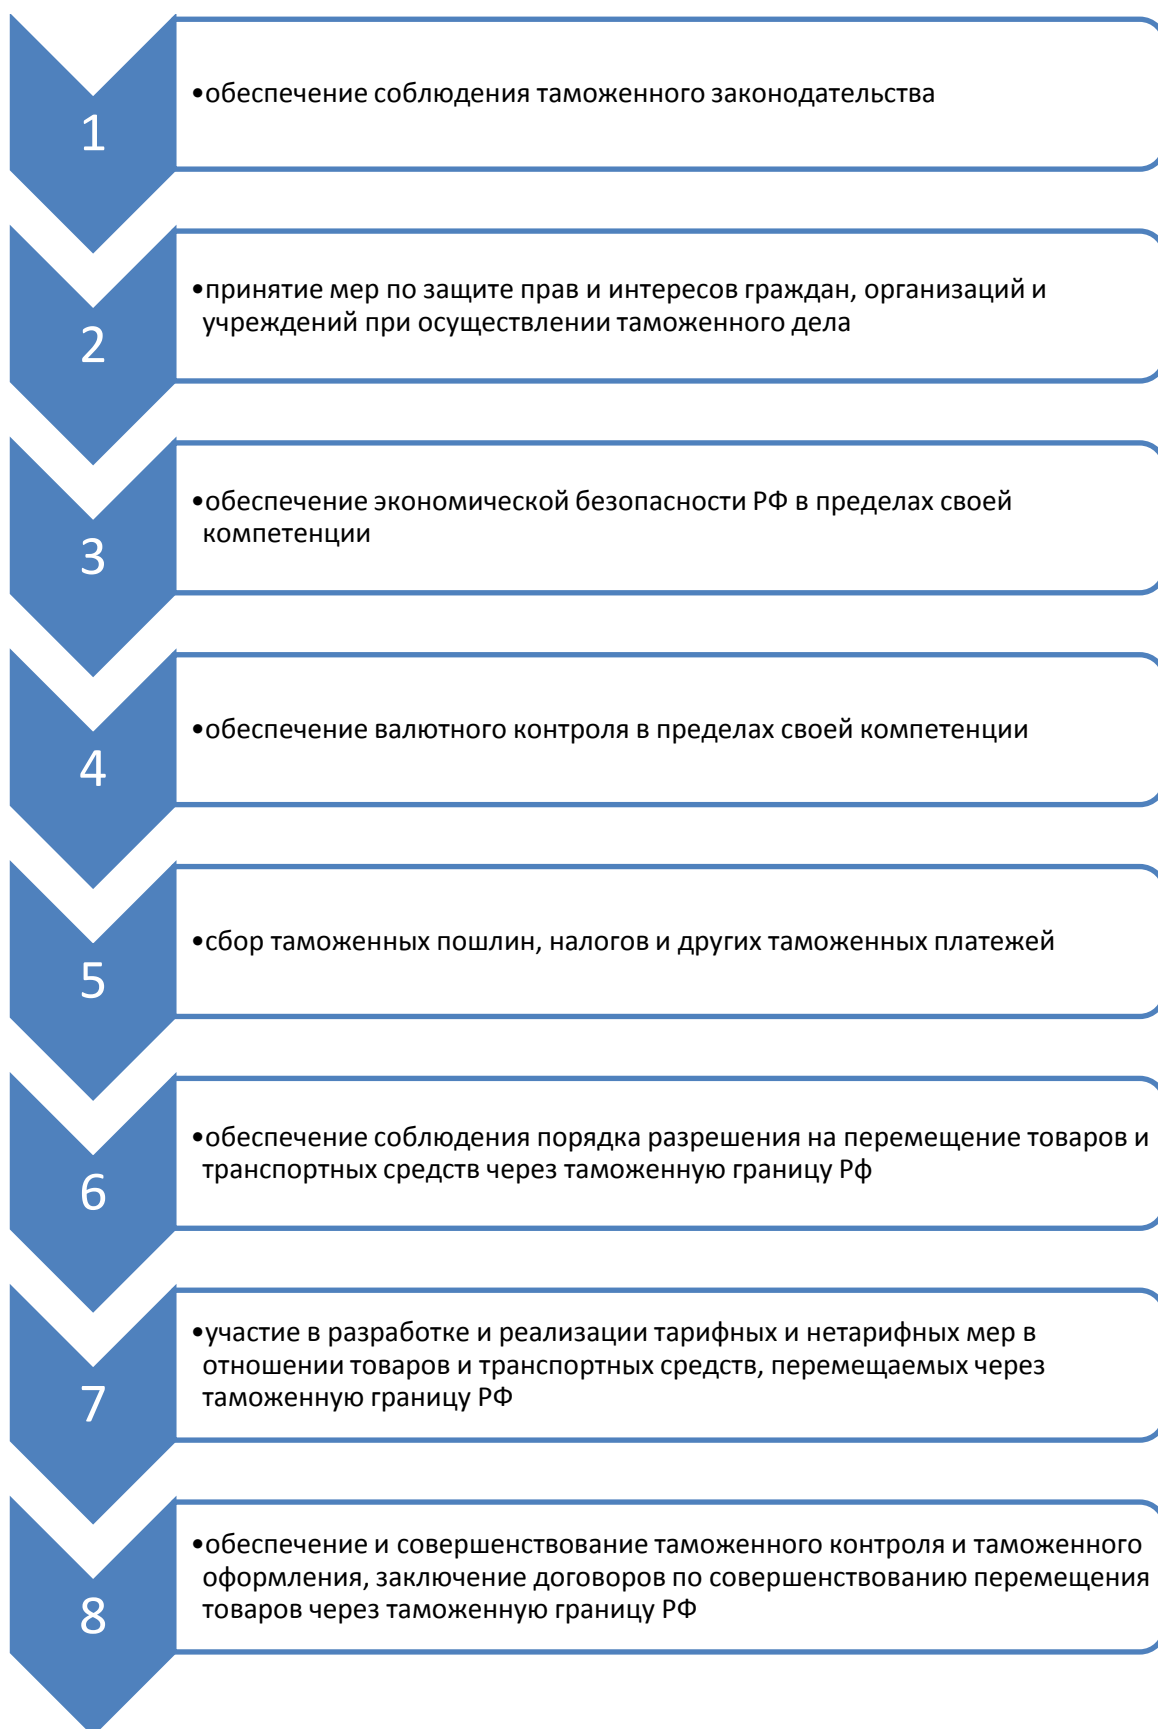 1
•обеспечение соблюдения таможенного законодательства
2
•принятие мер по защите прав и интересов граждан, организаций и
учреждений при осуществлении таможенного дела
3
•обеспечение экономической безопасности РФ в пределах своей
компетенции
4
•обеспечение валютного контроля в пределах своей компетенции
5
•сбор таможенных пошлин, налогов и других таможенных платежей
6
•обеспечение соблюдения порядка разрешения на перемещение товаров и
транспортных средств через таможенную границу Рф
7
•участие в разработке и реализации тарифных и нетарифных мер в
отношении товаров и транспортных средств, перемещаемых через
таможенную границу РФ
8
•обеспечение и совершенствование таможенного контроля и таможенного
оформления, заключение договоров по совершенствованию перемещения
товаров через таможенную границу РФ